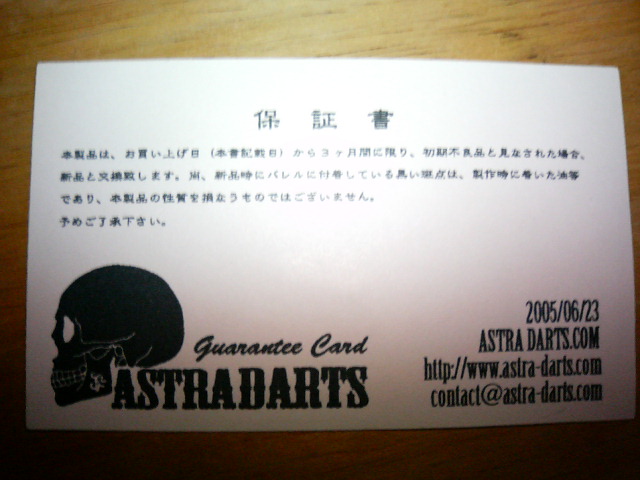 保証書
本製品は、お買い上げ日（本書記載日）から３ヶ月間に限り、初期不良品と見なされた場合、
新品と交換致します。尚、新品時にバレルに付着している黒い斑点は、製作時に着いた油等
であり、本製品の性質を損なうものではございません。
予めご了承下さい。
Guarantee Card
ASTRADARTS
2005/06/23
ASTRA DARTS.COM
http://www.astra-darts.com
contact@astra-darts.com